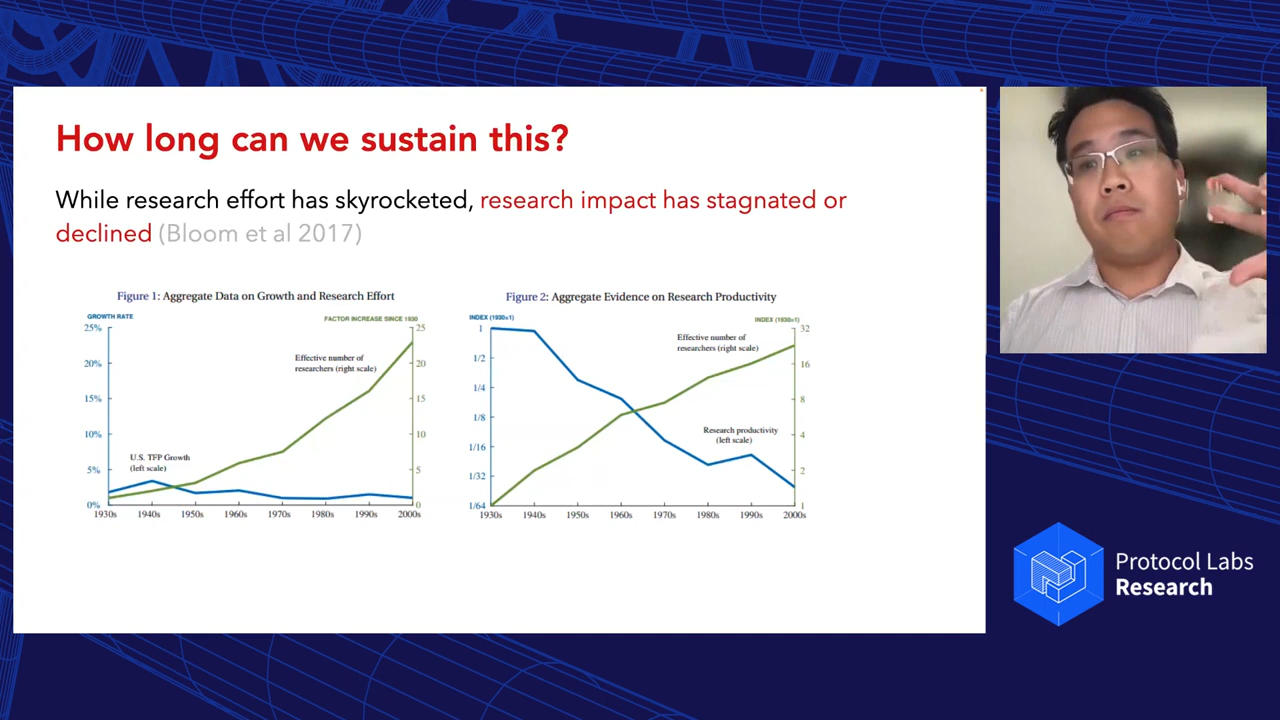 How long can we sustain this?
While research effort has skyrocketed, research impact has stagnated or
declined (Bloom et al 2017)
Figure 1: Aggregate Data on Growth and Research Effort
GROWTH RATE
FACTOR INCREASE SINCE 1930
25%
20%
15%
10%
5%
0%
25
20
15
10
5
0
Effective number of
researchers (right scale)
U.S. TFP Growth
(left scale)
1930s 1940s 1950s 1960s 1970s 1980s 1990s 2000s
Figure 2: Aggregate Evidence on Research Productivity
INDEX (1930=1)
INDEX (1930=1)
1
1/2
1/4
1/8
1/16
1/32
1/64
32
16
8
4
2
1
Effective number of
researchers (right scale)
Research productivity
(left scale)
1930s 1940s 1950s 1960s 1970s 1980s 1990s 2000s
Protocol Labs
Research